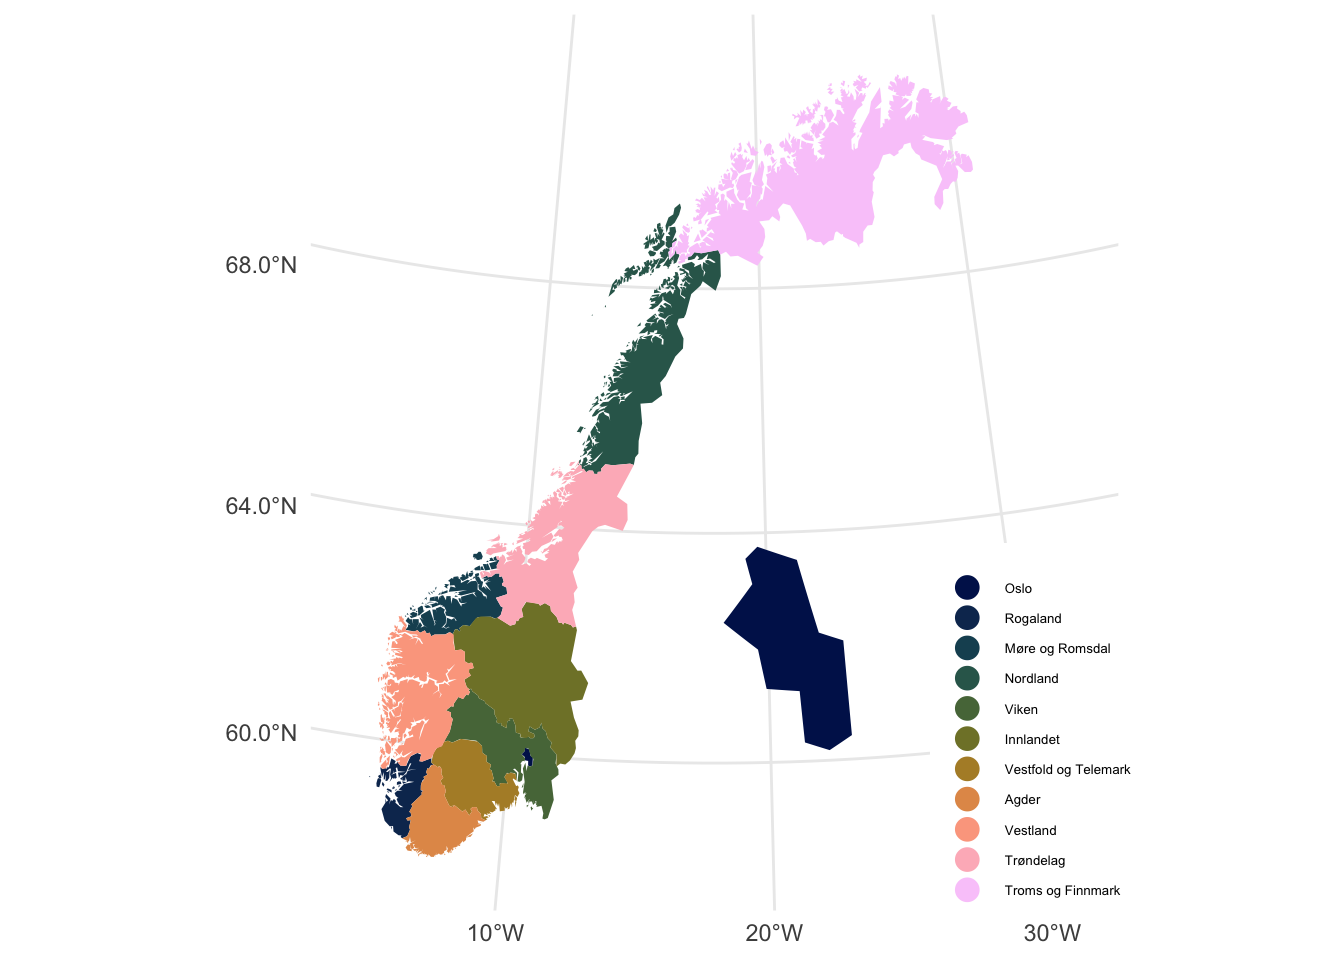 68.0°N
64.0°N
60.0°N
10°W
20°W
30°W
Oslo
Rogaland
Møre og Romsdal
Nordland
Viken
Innlandet
Vestfold og Telemark
Agder
Vestland
Trøndelag
Troms og Finnmark